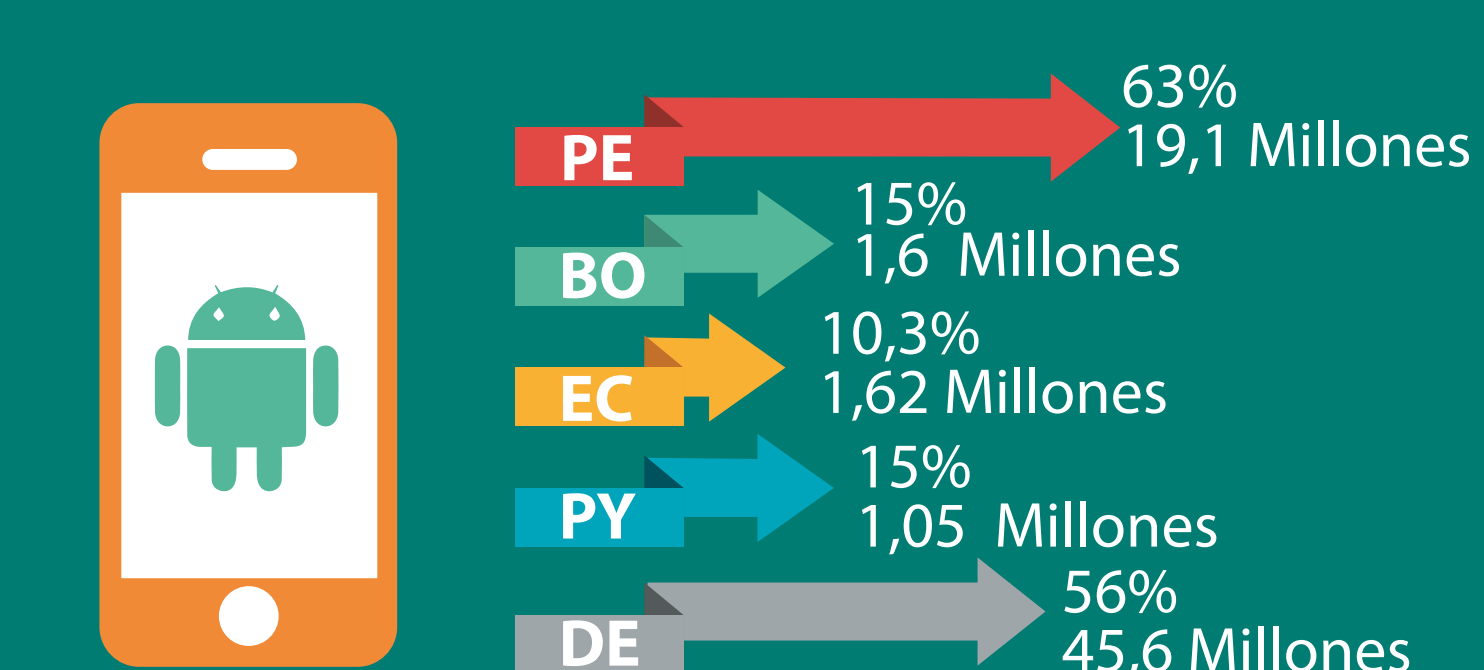 PE
63%
19,1 Millones
BO
15%
1,6 Millones
EC
10,3%
1,62 Millones
PY
15%
1,05 Millones
DE
56%
45,6 Millones